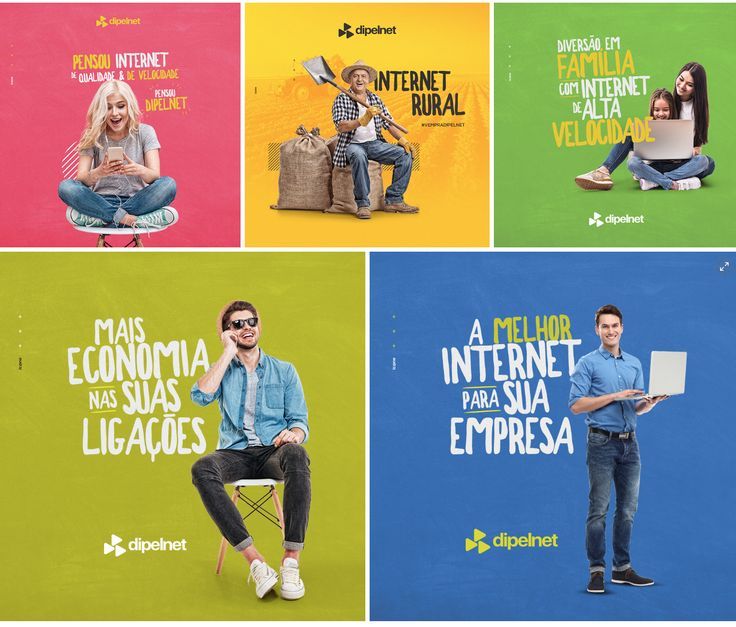 PENSOU INTERNET
DE QUALIDADE & DE VELOCIDADE
PENSOU
DIPELNET
dipelnet
INTERNET
RURAL
#VEMPRADIPELNET
DIVERSÃO EM
FAMÍLIA
COM INTERNET
DE ALTA
VELOCIDADE
dipelnet
MAIS
ECONOMIA
NAS SUAS
LIGAÇÕES
dipelnet
A MELHOR
INTERNET
PARA SUA
EMPRESA
dipelnet